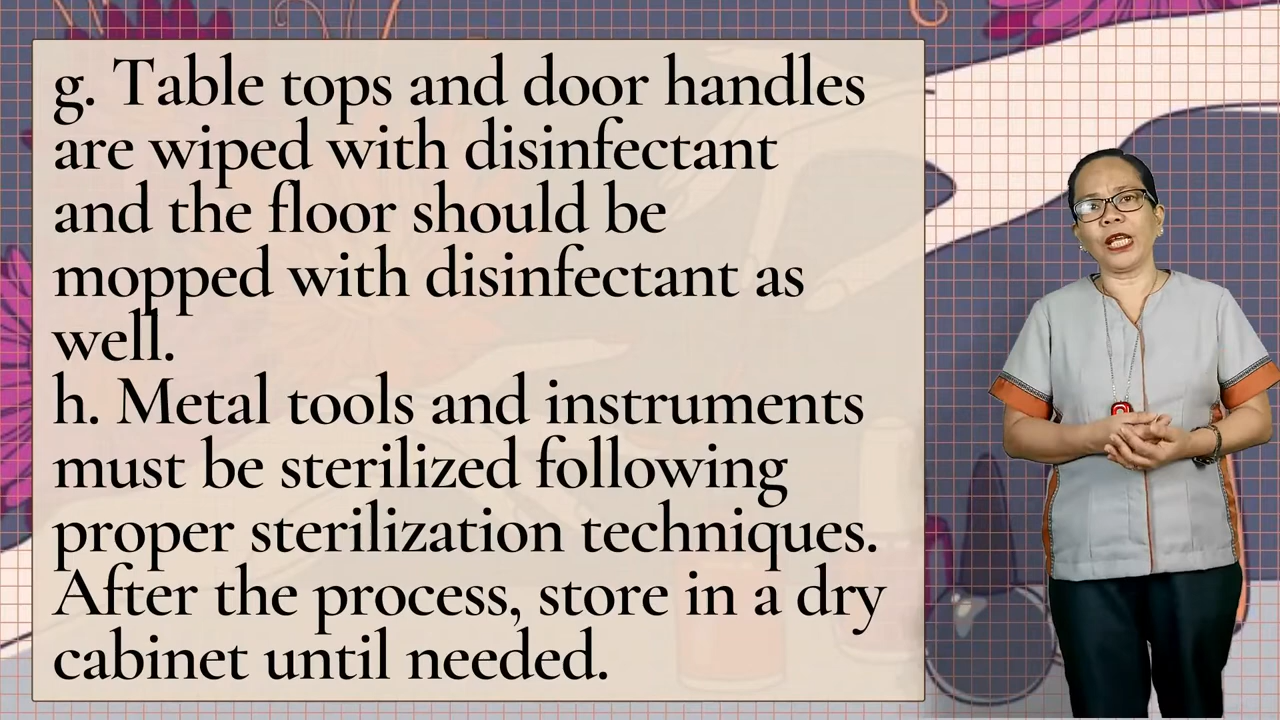 g. Table tops and door handles
are wiped with disinfectant
and the floor should be
mopped with disinfectant as
well.
h. Metal tools and instruments
must be sterilized following
proper sterilization techniques.
After the process, store in a dry
cabinet until needed.